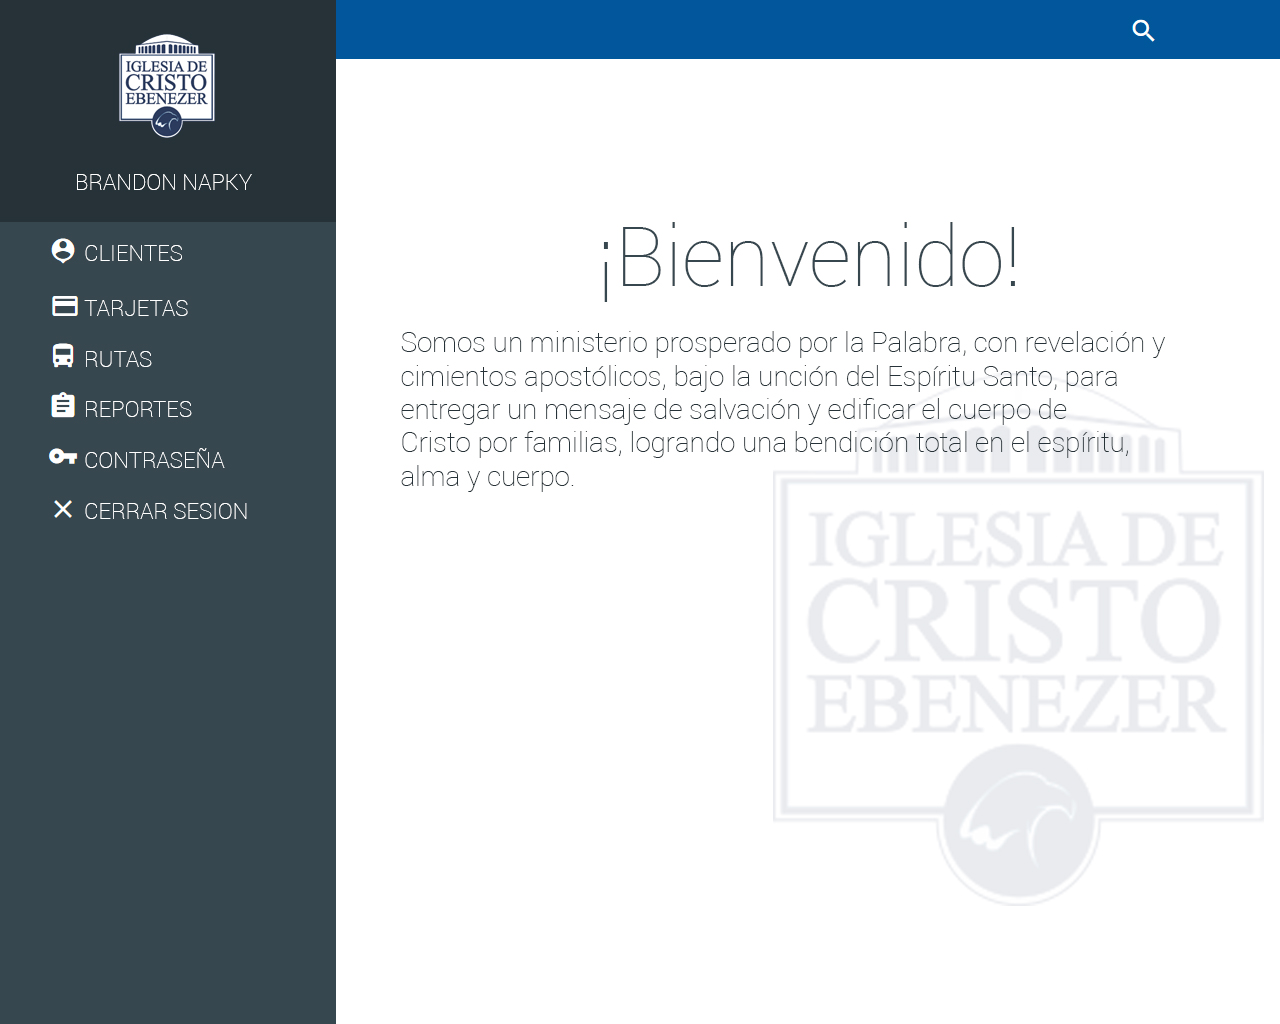 IGLESIA DE
CRISTO
EBENEZER
BRANDON NAPKY
CLIENTES
TARJETAS
RUTAS
REPORTES
CONTRASEÑA
CERRAR SESION
¡Bienvenido!
Somos un ministerio prosperado por la Palabra, con revelación y
cimientos apostólicos, bajo la unción del Espíritu Santo, para
entregar un mensaje de salvación y edificar el cuerpo de
Cristo por familias, logrando una bendición total en el espíritu,
alma y cuerpo.
IGLESIA DE
CRISTO
EBENEZER